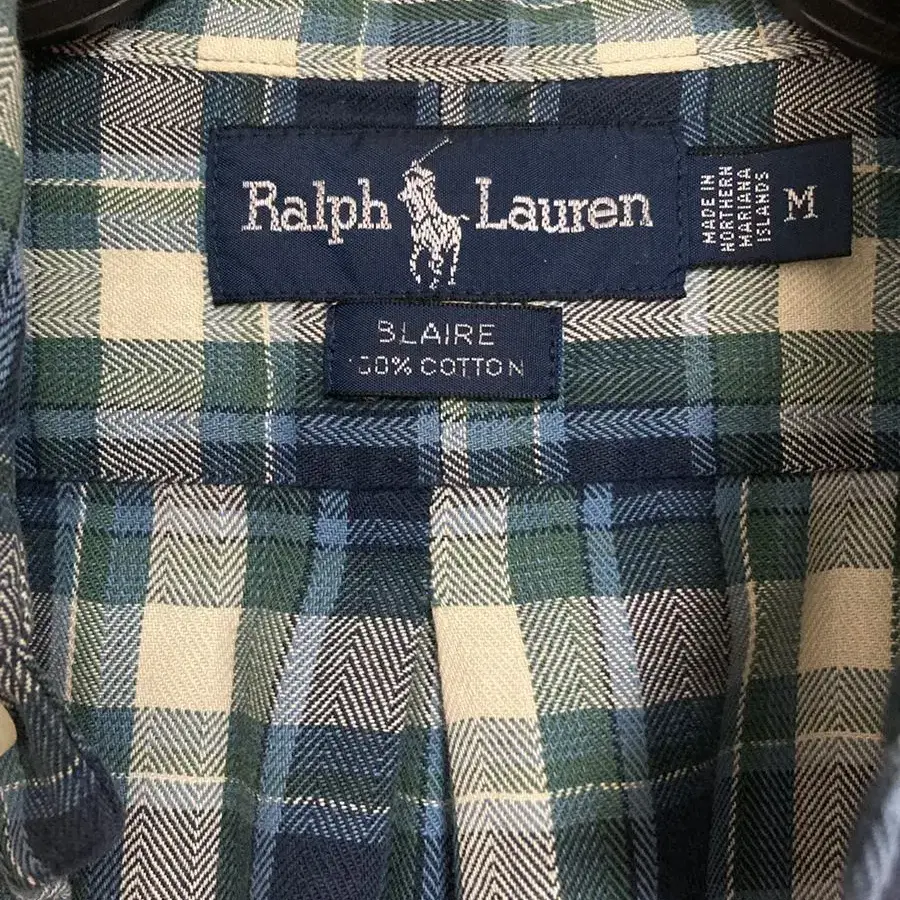 Ralph Lauren
MADE IN
NORTHERN
MARIANA
ISLANDS
M
BLAIRE
100% COTTON